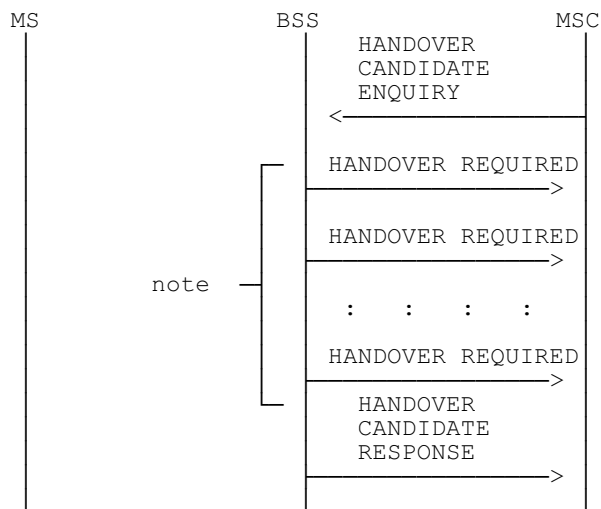 MS BSS MSC
HANDOVER
CANDIDATE
ENQUIRY
HANDOVER REQUIRED
HANDOVER REQUIRED
note
: : : :
HANDOVER REQUIRED
HANDOVER
CANDIDATE
RESPONSE